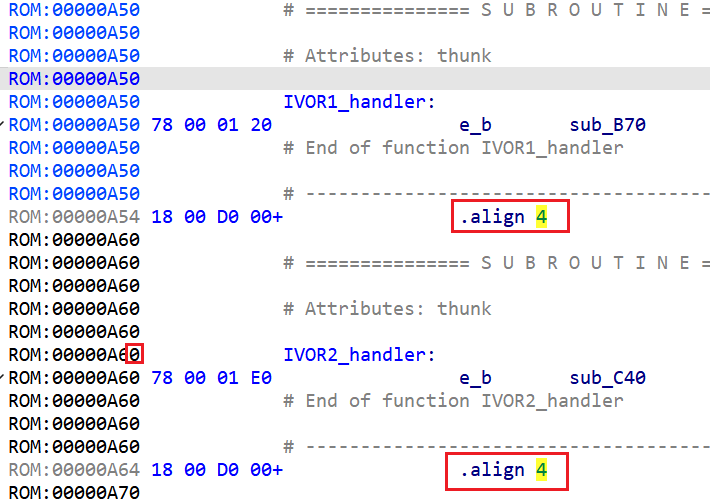 ROM:00000A50 # =============== S U B R O U T I N E =
ROM:00000A50
ROM:00000A50 # Attributes: thunk
ROM:00000A50
ROM:00000A50 IVOR1_handler:
ROM:00000A50 78 00 01 20 e_b sub_B70
ROM:00000A50 # End of function IVOR1_handler
ROM:00000A50
ROM:00000A50 # ---------------------------------------
ROM:00000A54 18 00 D0 00+ .align 4
ROM:00000A60
ROM:00000A60 # =============== S U B R O U T I N E =
ROM:00000A60
ROM:00000A60 # Attributes: thunk
ROM:00000A60
ROM:00000A60 IVOR2_handler:
ROM:00000A60 78 00 01 E0 e_b sub_C40
ROM:00000A60 # End of function IVOR2_handler
ROM:00000A60
ROM:00000A60 # ---------------------------------------
ROM:00000A64 18 00 D0 00+ .align 4
ROM:00000A70